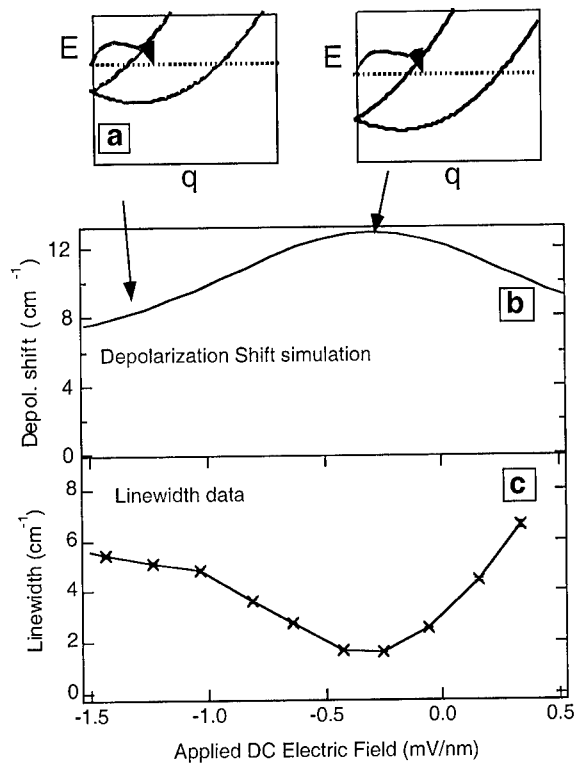 E
E
a
q
q
12
8
4
0
Depol. shift (cm⁻¹)
b
Depolarization Shift simulation
c
Linewidth data
8
6
4
2
0
Linewidth (cm⁻¹)
-1.5
-1.0
-0.5
0.0
0.5
Applied DC Electric Field (mV/nm)